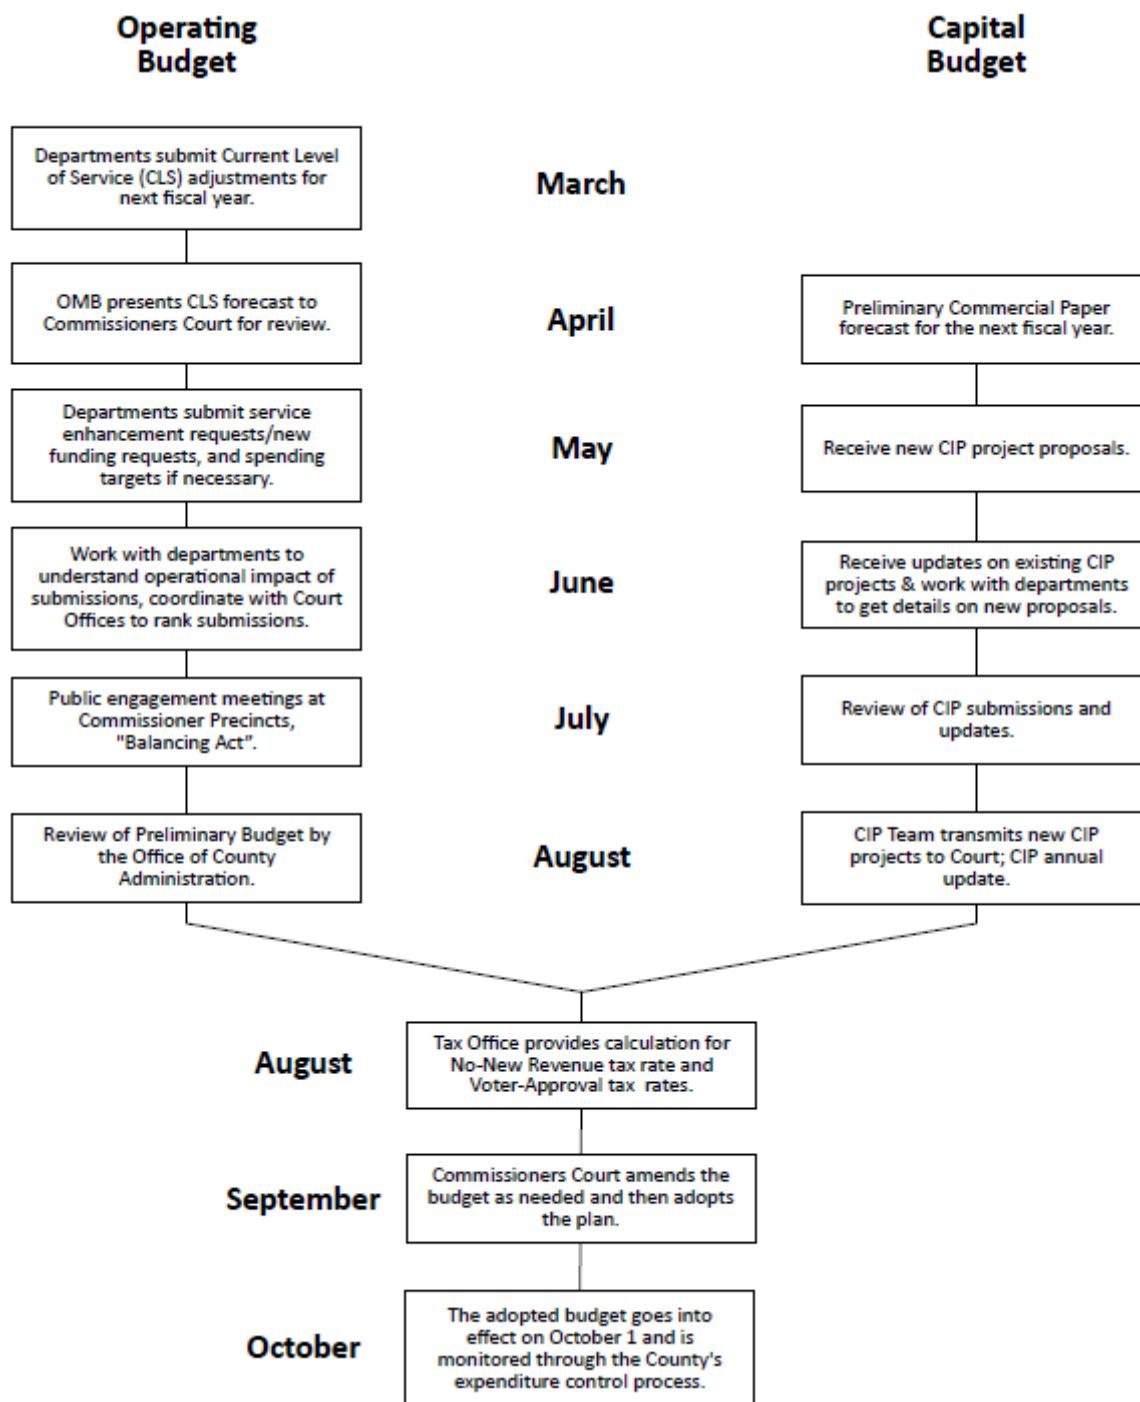 Operating
Budget
Capital
Budget
Departments submit Current Level
of Service (CLS) adjustments for
next fiscal year.
March
OMB presents CLS forecast to
Commissioners Court for review.
April
Preliminary Commercial Paper
forecast for the next fiscal year.
Departments submit service
enhancement requests/new
funding requests, and spending
targets if necessary.
May
Receive new CIP project proposals.
Work with departments to
understand operational impact of
submissions, coordinate with Court
Offices to rank submissions.
June
Receive updates on existing CIP
projects & work with departments
to get details on new proposals.
Public engagement meetings at
Commissioner Precincts,
"Balancing Act”.
July
Review of CIP submissions and
updates.
Review of Preliminary Budget by
the Office of County
Administration.
August
CIP Team transmits new CIP
projects to Court; CIP annual
update.
August
Tax Office provides calculation for
No-New Revenue tax rate and
Voter-Approval tax rates.
September
Commissioners Court amends the
budget as needed and then adopts
the plan.
October
The adopted budget goes into
effect on October 1 and is
monitored through the County's
expenditure control process.